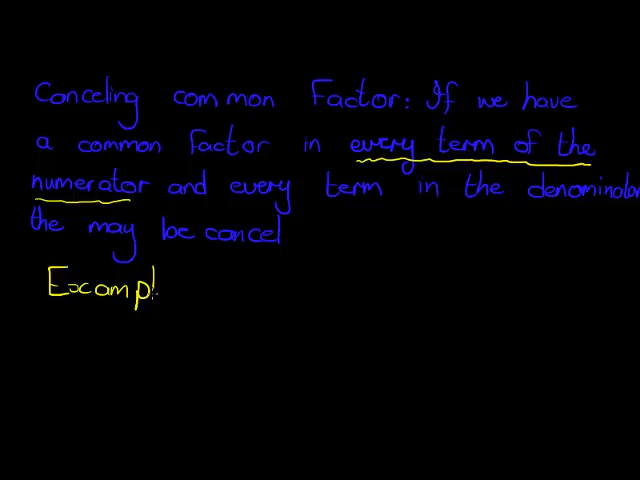 Conceling common Factor: If we have
a common factor in every term of the
numerator and every term in the denominator
the may be cancel
Examp!